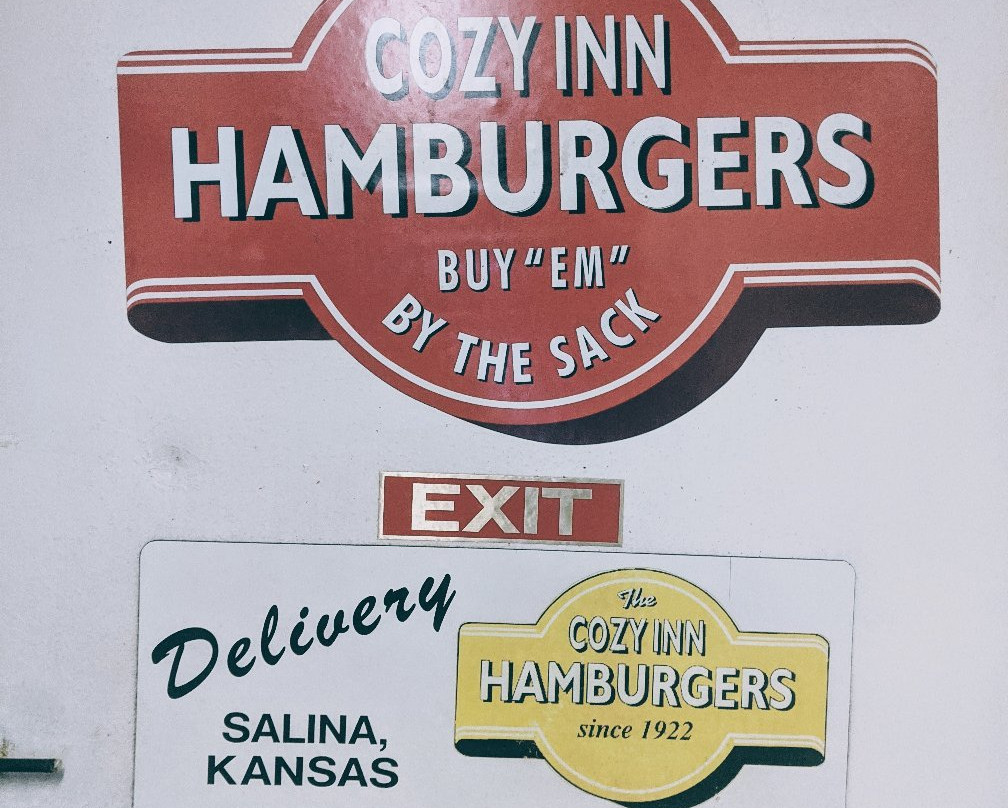 COZY INN
HAMBURGERS
BUY "EM"
BY THE SACK
EXIT
Delivery
SALINA,
KANSAS
The
COZY INN
HAMBURGERS
since 1922